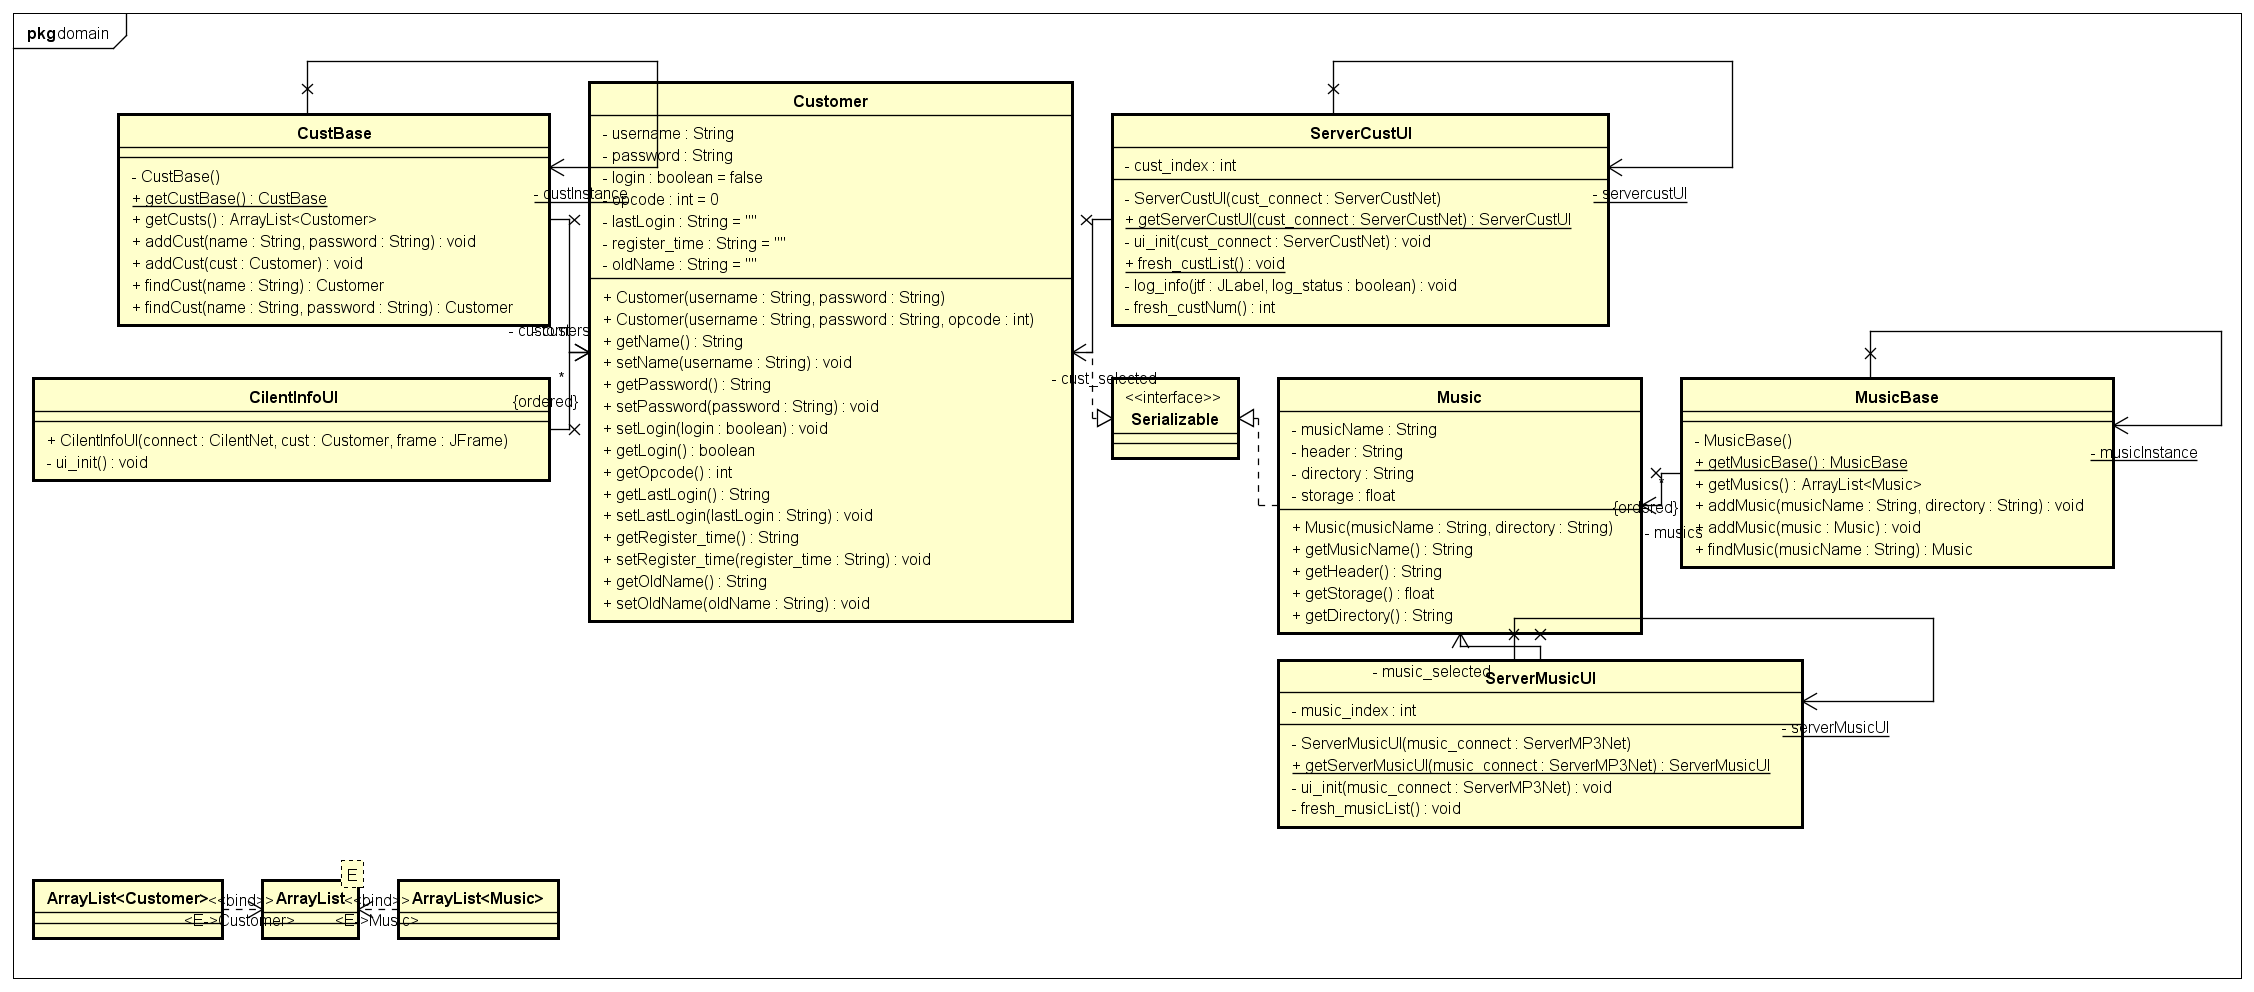 pkg domain
CustBase
- CustBase()
+ getCustBase() : CustBase
+ getCusts() : ArrayList<Customer>
+ addCust(name : String, password : String) : void
+ addCust(cust : Customer) : void
+ findCust(name : String) : Customer
+ findCust(name : String, password : String) : Customer
- custInstance
- customers
- cust
*
{ordered}
CilentInfoUI
+ CilentInfoUI(connect : CilentNet, cust : Customer, frame : JFrame)
- ui_init() : void
Customer
- username : String
- password : String
- login : boolean = false
- opcode : int = 0
- lastLogin : String = ""
- register_time : String = ""
- oldName : String = ""
+ Customer(username : String, password : String)
+ Customer(username : String, password : String, opcode : int)
+ getName() : String
+ setName(username : String) : void
+ getPassword() : String
+ setPassword(password : String) : void
+ setLogin(login : boolean) : void
+ getLogin() : boolean
+ getOpcode() : int
+ getLastLogin() : String
+ setLastLogin(lastLogin : String) : void
+ getRegister_time() : String
+ setRegister_time(register_time : String) : void
+ getOldName() : String
+ setOldName(oldName : String) : void
ServerCustUI
- cust_index : int
- ServerCustUI(cust_connect : ServerCustNet)
+ getServerCustUI(cust_connect : ServerCustNet) : ServerCustUI
- ui_init(cust_connect : ServerCustNet) : void
+ fresh_custList() : void
- log_info(jtf : JLabel, log_status : boolean) : void
- fresh_custNum() : int
- servercustUI
- cust_selected
<<interface>>
Serializable
Music
- musicName : String
- header : String
- directory : String
- storage : float
+ Music(musicName : String, directory : String)
+ getMusicName() : String
+ getHeader() : String
+ getStorage() : float
+ getDirectory() : String
MusicBase
- MusicBase()
+ getMusicBase() : MusicBase
+ getMusics() : ArrayList<Music>
+ addMusic(musicName : String, directory : String) : void
+ addMusic(music : Music) : void
+ findMusic(musicName : String) : Music
- musicInstance
*
{ordered}
- musics
- music_selected
ServerMusicUI
- music_index : int
- ServerMusicUI(music_connect : ServerMP3Net)
+ getServerMusicUI(music_connect : ServerMP3Net) : ServerMusicUI
- ui_init(music_connect : ServerMP3Net) : void
- fresh_musicList() : void
- serverMusicUI
ArrayList<Customer>
<<bind>>
<E->Customer>
E
ArrayList
<<bind>>
<E->Music>
ArrayList<Music>